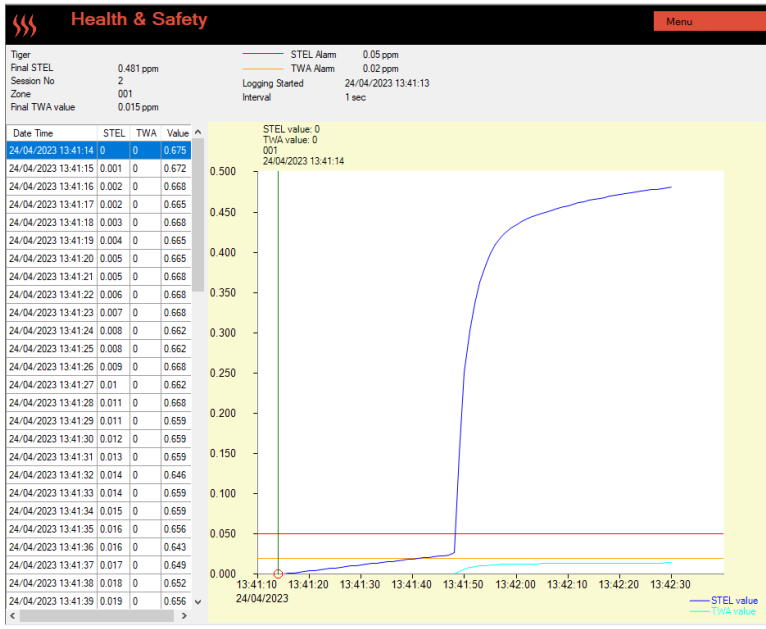 Health & Safety
Menu
Tiger
Final STEL 0.481 ppm
Session No 2
Zone 001
Final TWA value 0.015 ppm
STEL Alarm 0.05 ppm
TWA Alarm 0.02 ppm
Logging Started 24/04/2023 13:41:13
Interval 1 sec
Date Time STEL TWA Value
24/04/2023 13:41:14 0 0 0.675
24/04/2023 13:41:15 0.001 0 0.672
24/04/2023 13:41:16 0.002 0 0.668
24/04/2023 13:41:17 0.002 0 0.665
24/04/2023 13:41:18 0.003 0 0.668
24/04/2023 13:41:19 0.004 0 0.665
24/04/2023 13:41:20 0.005 0 0.665
24/04/2023 13:41:21 0.005 0 0.668
24/04/2023 13:41:22 0.006 0 0.668
24/04/2023 13:41:23 0.007 0 0.668
24/04/2023 13:41:24 0.008 0 0.662
24/04/2023 13:41:25 0.008 0 0.662
24/04/2023 13:41:26 0.009 0 0.668
24/04/2023 13:41:27 0.01 0 0.662
24/04/2023 13:41:28 0.011 0 0.668
24/04/2023 13:41:29 0.011 0 0.659
24/04/2023 13:41:30 0.012 0 0.659
24/04/2023 13:41:31 0.013 0 0.659
24/04/2023 13:41:32 0.014 0 0.646
24/04/2023 13:41:33 0.014 0 0.659
24/04/2023 13:41:34 0.015 0 0.659
24/04/2023 13:41:35 0.016 0 0.656
24/04/2023 13:41:36 0.016 0 0.643
24/04/2023 13:41:37 0.017 0 0.649
24/04/2023 13:41:38 0.018 0 0.652
24/04/2023 13:41:39 0.019 0 0.656
STEL value: 0
TWA value: 0
001
24/04/2023 13:41:14
0.500
0.450
0.400
0.350
0.300
0.250
0.200
0.150
0.100
0.050
0.000
13:41:10 13:41:20 13:41:30 13:41:40 13:41:50 13:42:00 13:42:10 13:42:20 13:42:30
24/04/2023
STEL value
TWA value